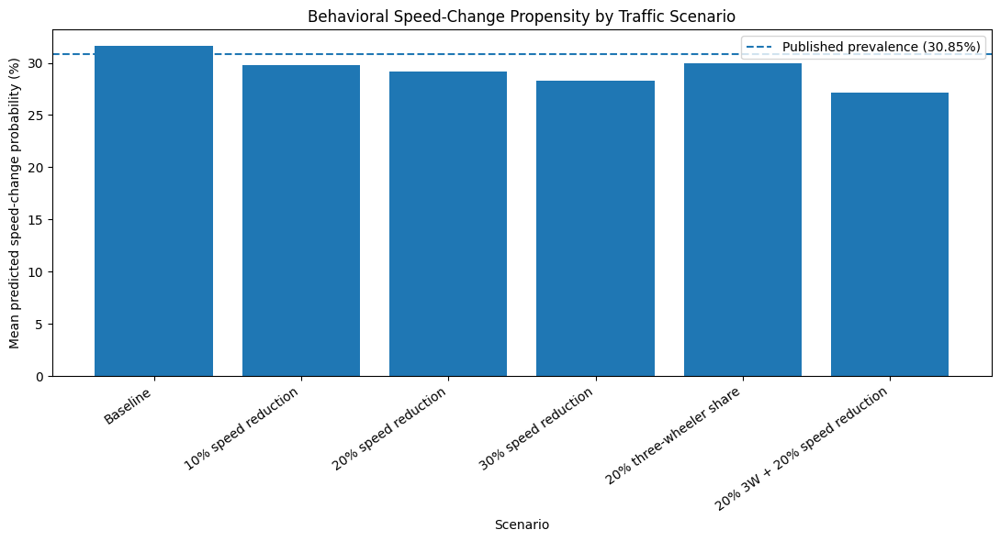 Behavioral Speed-Change Propensity by Traffic Scenario
Published prevalence (30.85%)
Mean predicted speed-change probability (%)
30
25
20
15
10
5
0
Baseline
10% speed reduction
20% speed reduction
30% speed reduction
20% three-wheeler share
20% 3W + 20% speed reduction
Scenario